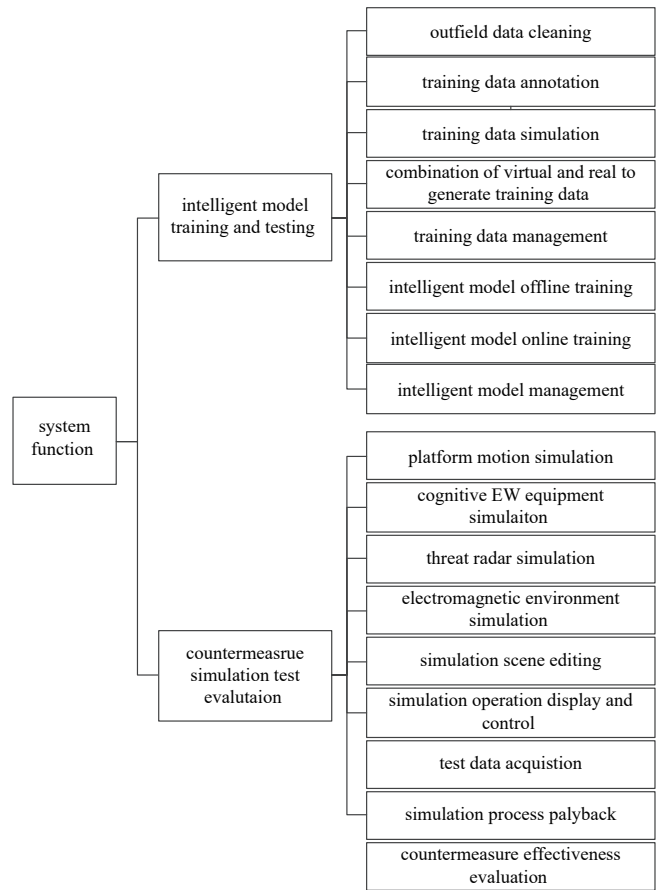 system
function
intelligent model
training and testing
outfield data cleaning
training data annotation
training data simulation
combination of virtual and real to
generate training data
training data management
intelligent model offline training
intelligent model online training
intelligent model management
countermeasrue
simulation test
evalutaion
platform motion simulation
cognitive EW equipment
simulaiton
threat radar simulation
electromagnetic environment
simulation
simulation scene editing
simulation operation display and
control
test data acquistion
simulation process palyback
countermeasure effectiveness
evaluation